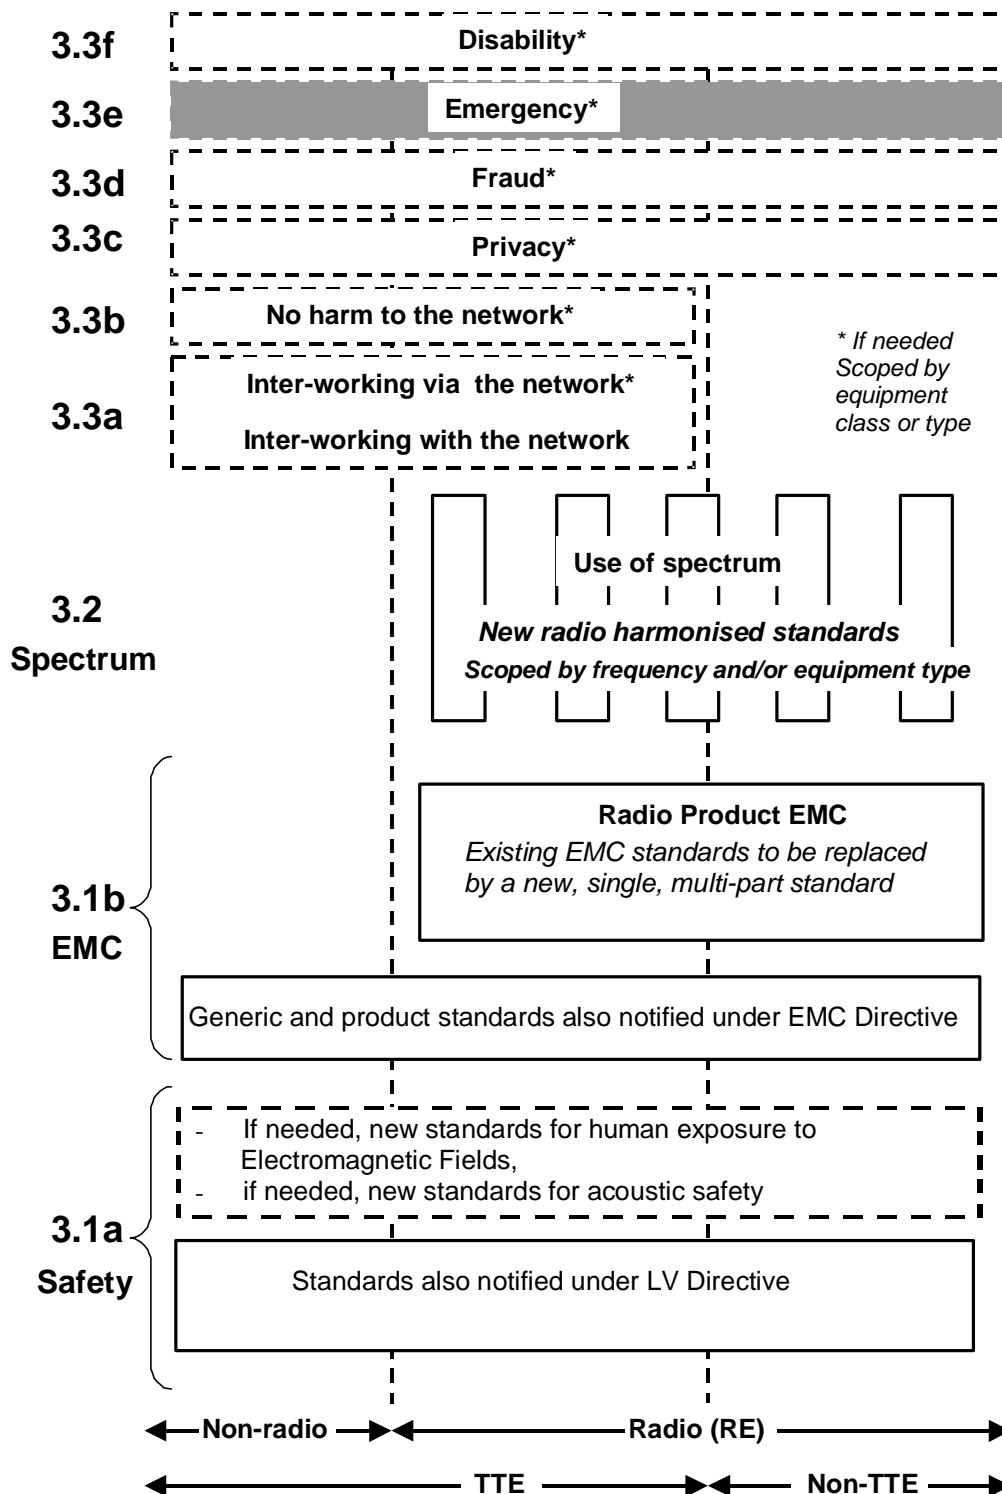 3.3f
Disability*
3.3e
Emergency*
3.3d
Fraud*
3.3c
Privacy*
3.3b
No harm to the network*
* If needed
Scoped by
equipment
class or type
3.3a
Inter-working via the network*
Inter-working with the network
3.2
Spectrum
Use of spectrum
New radio harmonised standards
Scoped by frequency and/or equipment type
3.1b
EMC
Radio Product EMC
Existing EMC standards to be replaced
by a new, single, multi-part standard
Generic and product standards also notified under EMC Directive
3.1a
Safety
- If needed, new standards for human exposure to
Electromagnetic Fields,
- if needed, new standards for acoustic safety
Standards also notified under LV Directive
Non-radio
Radio (RE)
TTE
Non-TTE